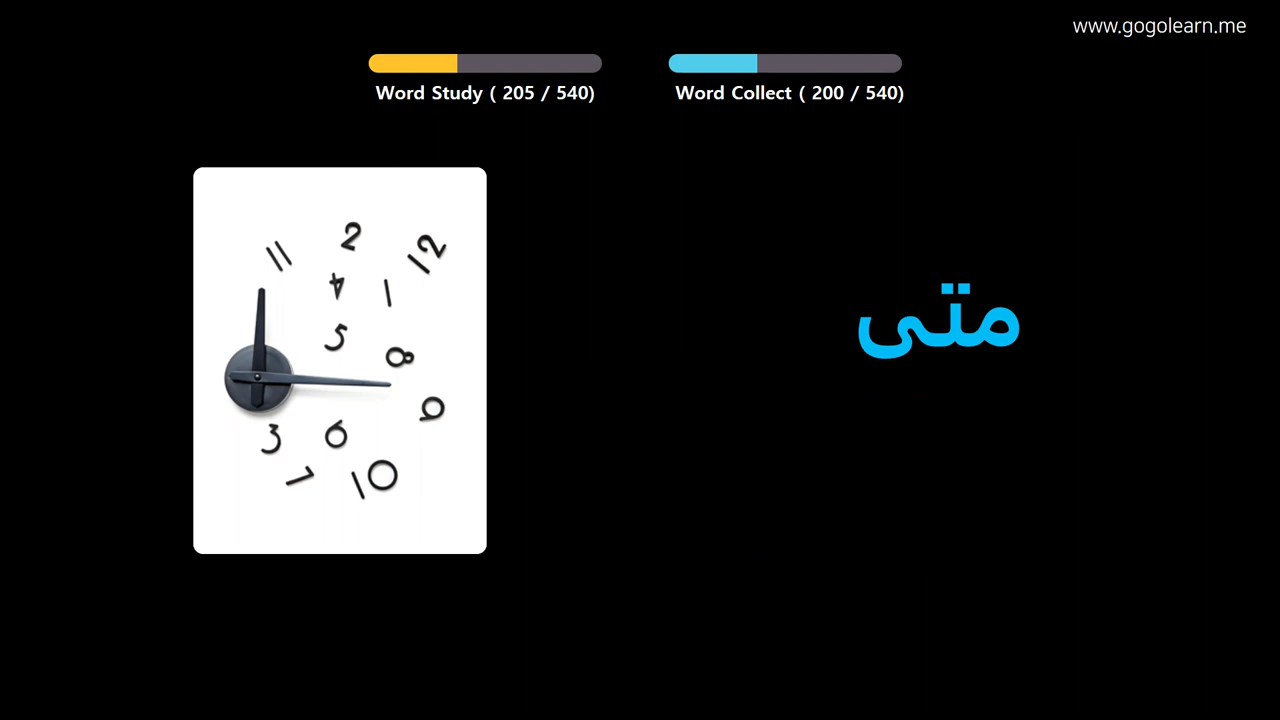 www.gogolearn.me
Word Study ( 205 / 540)
Word Collect ( 200 / 540)
11 2 12
4 1
5 8
9
3 6
7 10
متى